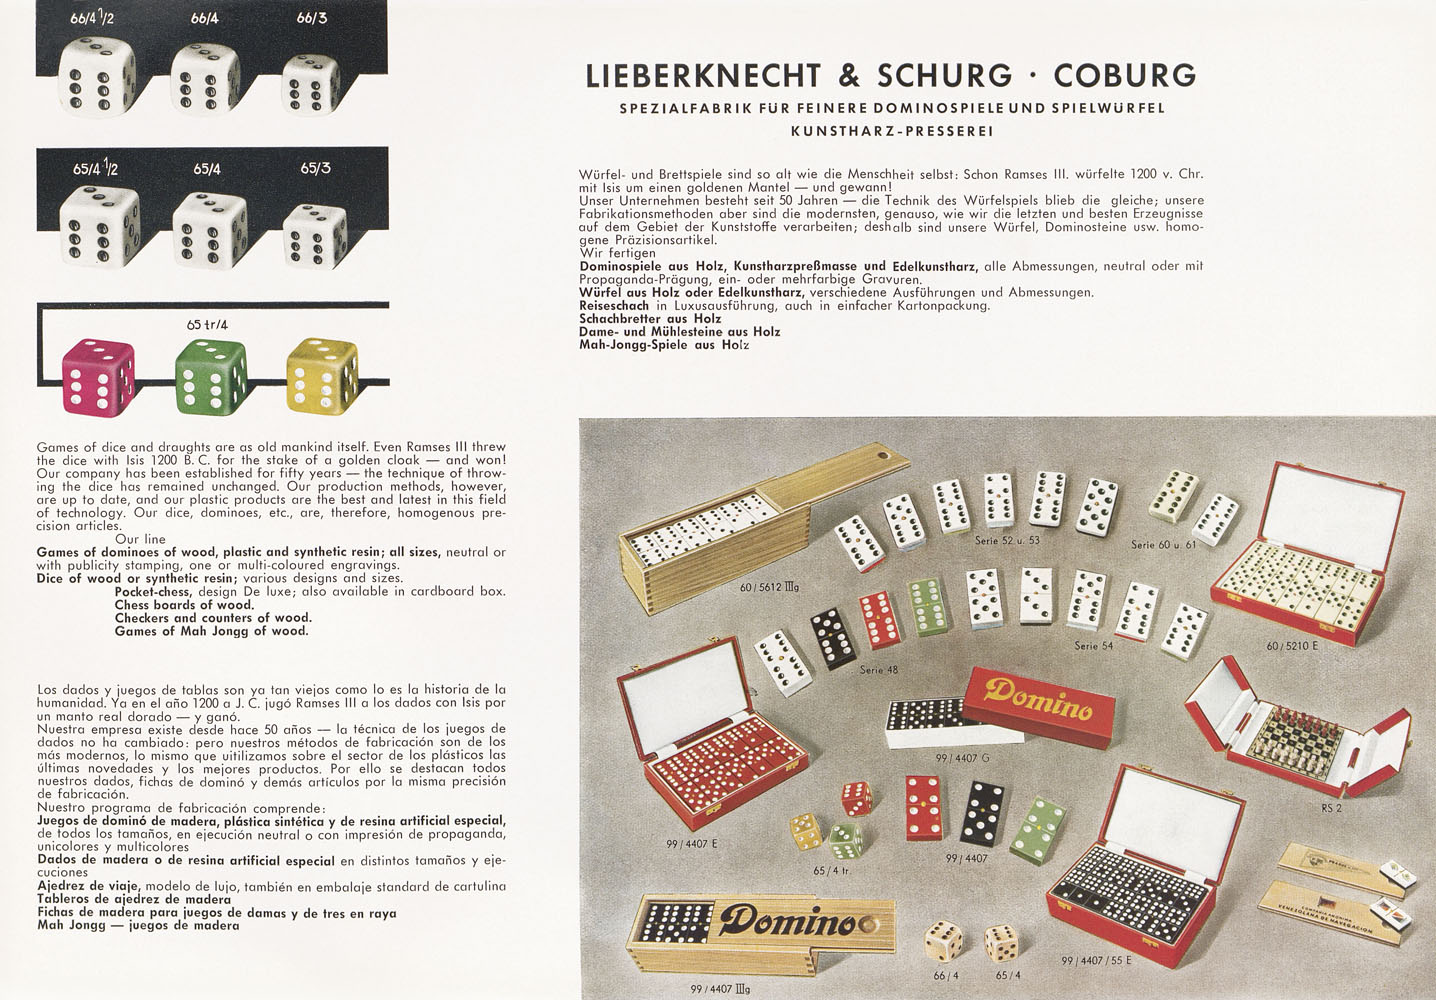 66/4 1/2 66/4 66/3
65/4 1/2 65/4 65/3
65 tr/4
Games of dice and draughts are as old mankind itself. Even Ramses III threw
the dice with Isis 1200 B. C. for the stake of a golden cloak — and won!
Our company has been established for fifty years — the technique of throw-
ing the dice has remained unchanged. Our production methods, however,
are up to date, and our plastic products are the best and latest in this field
of technology. Our dice, dominoes, etc., are, therefore, homogenous pre-
cision articles.
Our line
Games of dominoes of wood, plastic and synthetic resin; all sizes, neutral or
with publicity stamping, one or multi-coloured engravings.
Dice of wood or synthetic resin; various designs and sizes.
Pocket-chess, design De luxe; also available in cardboard box.
Chess boards of wood.
Checkers and counters of wood.
Games of Mah Jongg of wood.
Los dados y juegos de tablas son ya tan viejos como lo es la historia de la
humanidad. Ya en el año 1200 a J. C. jugó Ramses III a los dados con Isis por
un manto real dorado — y ganó.
Nuestra empresa existe desde hace 50 años — la técnica de los juegos de
dados no ha cambiado: pero nuestros métodos de fabricación son de los
más modernos, lo mismo que uitilizamos sobre el sector de los plásticos las
últimas novedades y los mejores productos. Por ello se destacan todos
nuestros dados, fichas de dominó y demás artículos por la misma precisión
de fabricación.
Nuestro programa de fabricación comprende:
Juegos de dominó de madera, plástica sintética y de resina artificial especial,
de todos los tamaños, en ejecución neutral o con impresión de propaganda,
unicolores y multicolores
Dados de madera o de resina artificial especial en distintos tamaños y eje-
cuciones
Ajedrez de viaje, modelo de lujo, también en embalaje standard de cartulina
Tableros de ajedrez de madera
Fichas de madera para juegos de damas y de tres en raya
Mah Jongg — juegos de madera
LIEBERKNECHT & SCHURG · COBURG
SPEZIALFABRIK FÜR FEINERE DOMINOSPIELE UND SPIELWÜRFEL
KUNSTHARZ-PRESSEREI
Würfel- und Brettspiele sind so alt wie die Menschheit selbst: Schon Ramses III. würfelte 1200 v. Chr.
mit Isis um einen goldenen Mantel — und gewann!
Unser Unternehmen besteht seit 50 Jahren — die Technik des Würfelspiels blieb die gleiche; unsere
Fabrikationsmethoden aber sind die modernsten, genauso, wie wir die letzten und besten Erzeugnisse
auf dem Gebiet der Kunststoffe verarbeiten; deshalb sind unsere Würfel, Dominosteine usw. homo-
gene Präzisionsartikel.
Wir fertigen
Dominospiele aus Holz, Kunstharzpreßmasse und Edelkunstharz, alle Abmessungen, neutral oder mit
Propaganda-Prägung, ein- oder mehrfarbige Gravuren.
Würfel aus Holz oder Edelkunstharz, verschiedene Ausführungen und Abmessungen.
Reiseschach in Luxusausführung, auch in einfacher Kartonpackung.
Schachbretter aus Holz
Dame- und Mühlesteine aus Holz
Mah-Jongg-Spiele aus Holz
Serie 52 u. 53
Serie 60 u. 61
60/5612 IIIg
60/5210 E
Serie 54
Serie 48
Domino
99/4407 G
RS 2
99/4407 E
99/4407
65/4 tr.
Domino
COMPAÑIA ANONIMA
VENEZOLANA DE NAVEGACION
99/4407/55 E
66/4 65/4
99/4407 IIIg